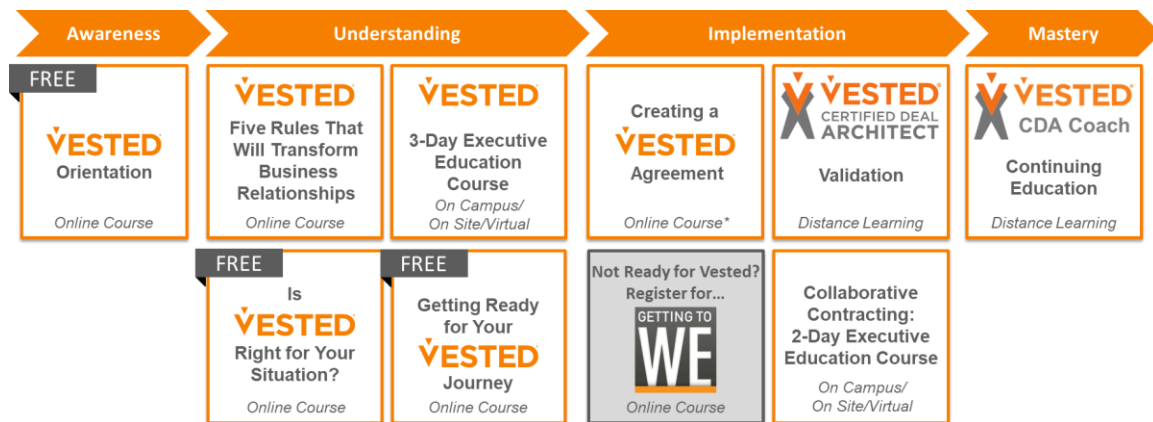 Awareness
Understanding
Implementation
Mastery
FREE
VESTED
Orientation
Online Course
VESTED
Five Rules That
Will Transform
Business
Relationships
Online Course
VESTED
3-Day Executive
Education
Course
On Campus/
On Site/Virtual
Creating a
VESTED
Agreement
Online Course*
VESTED®
CERTIFIED DEAL
ARCHITECT
Validation
Distance Learning
VESTED®
CDA Coach
Continuing
Education
Distance Learning
FREE
Is
VESTED
Right for Your
Situation?
Online Course
FREE
Getting Ready
for Your
VESTED
Journey
Online Course
Not Ready for Vested?
Register for...
GETTING TO
WE
Online Course
Collaborative
Contracting:
2-Day Executive
Education Course
On Campus/
On Site/Virtual